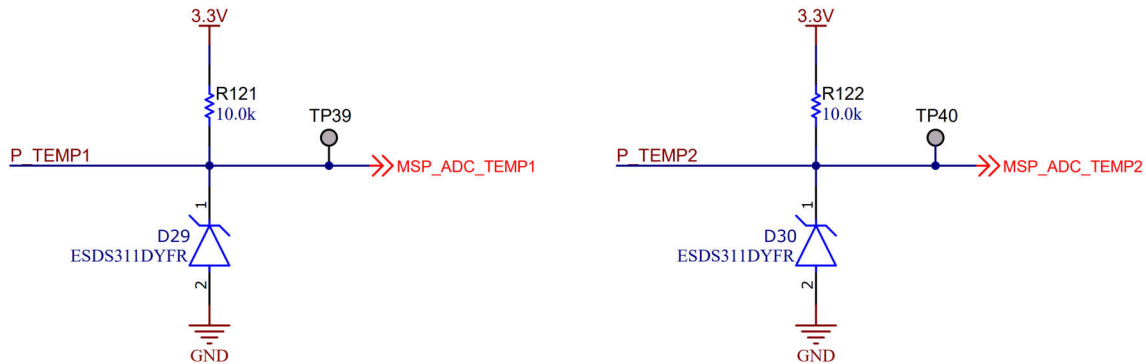 3.3V
R121
10.0k
TP39
P_TEMP1
MSP_ADC_TEMP1
1
D29
ESDS311DYFR
2
GND
3.3V
R122
10.0k
TP40
P_TEMP2
MSP_ADC_TEMP2
1
D30
ESDS311DYFR
2
GND